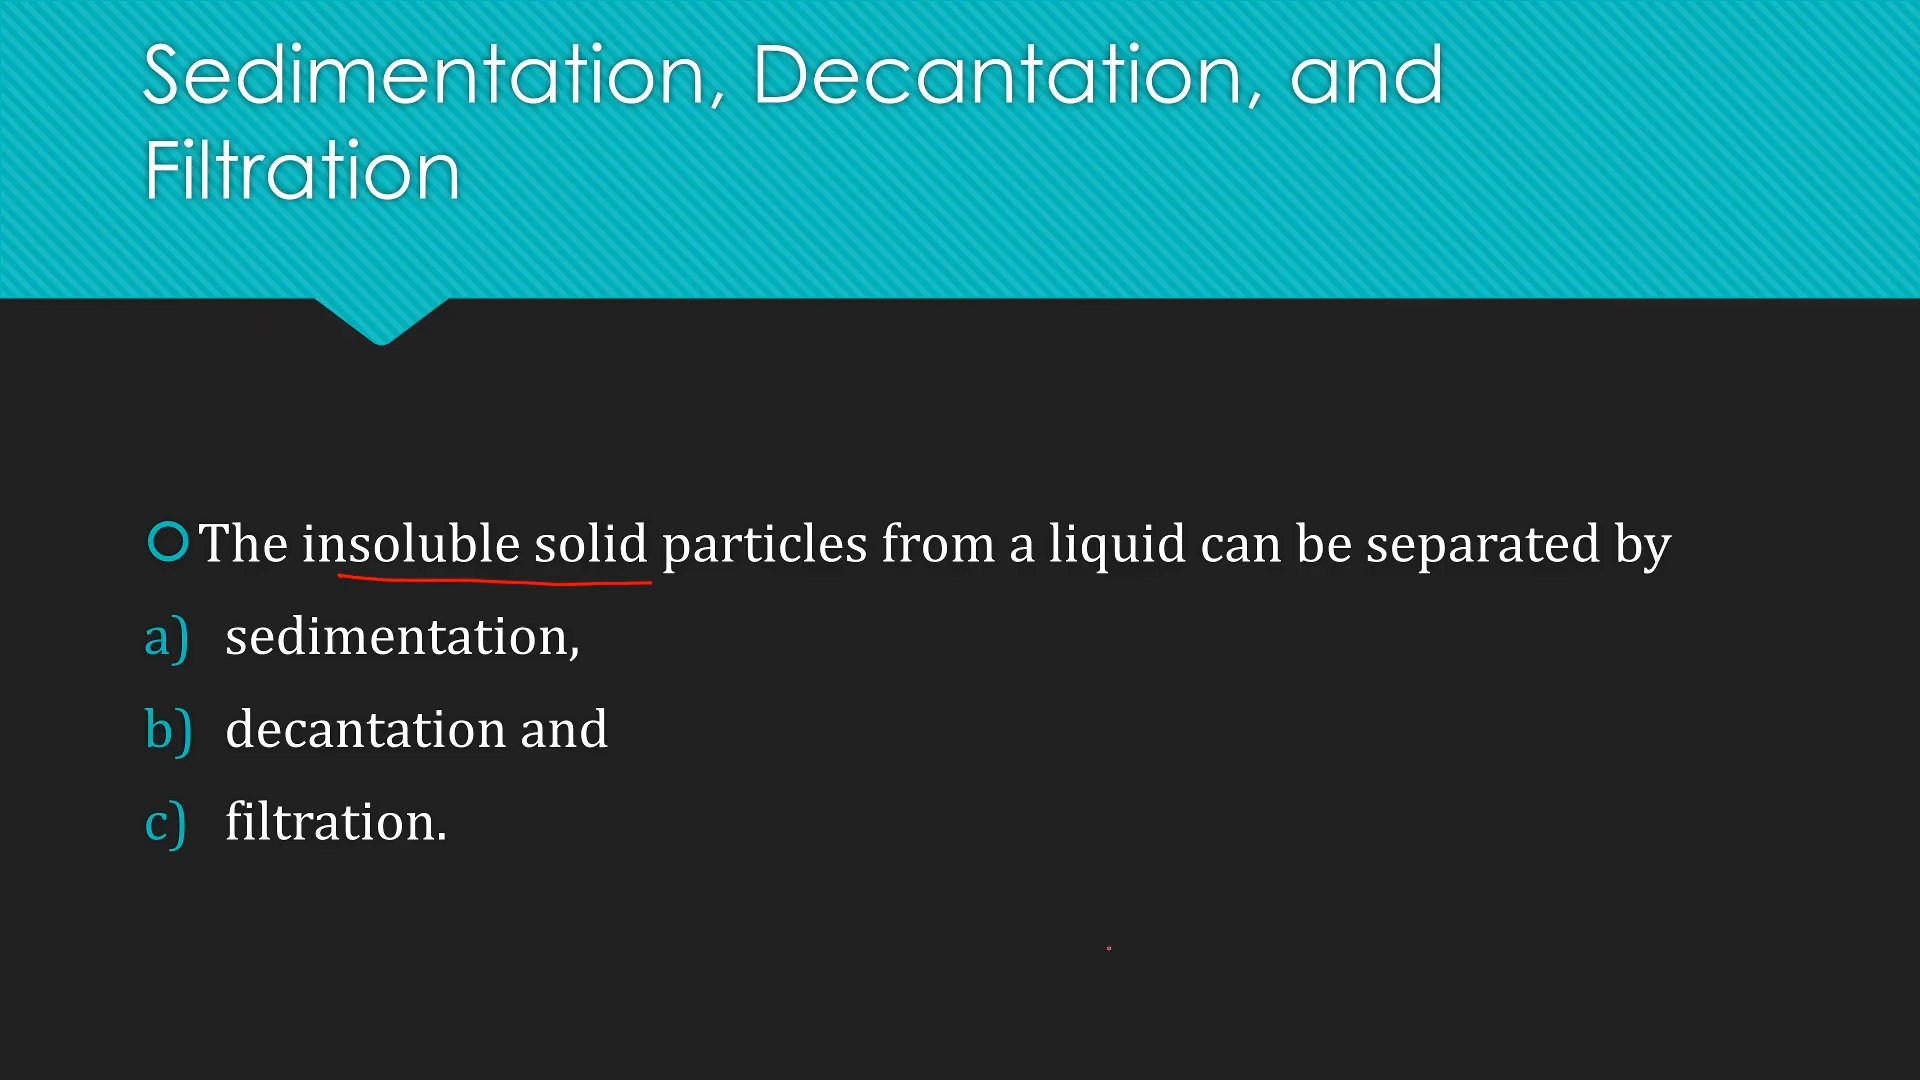 Sedimentation, Decantation, and
Filtration
The insoluble solid particles from a liquid can be separated by
a) sedimentation,
b) decantation and
c) filtration.